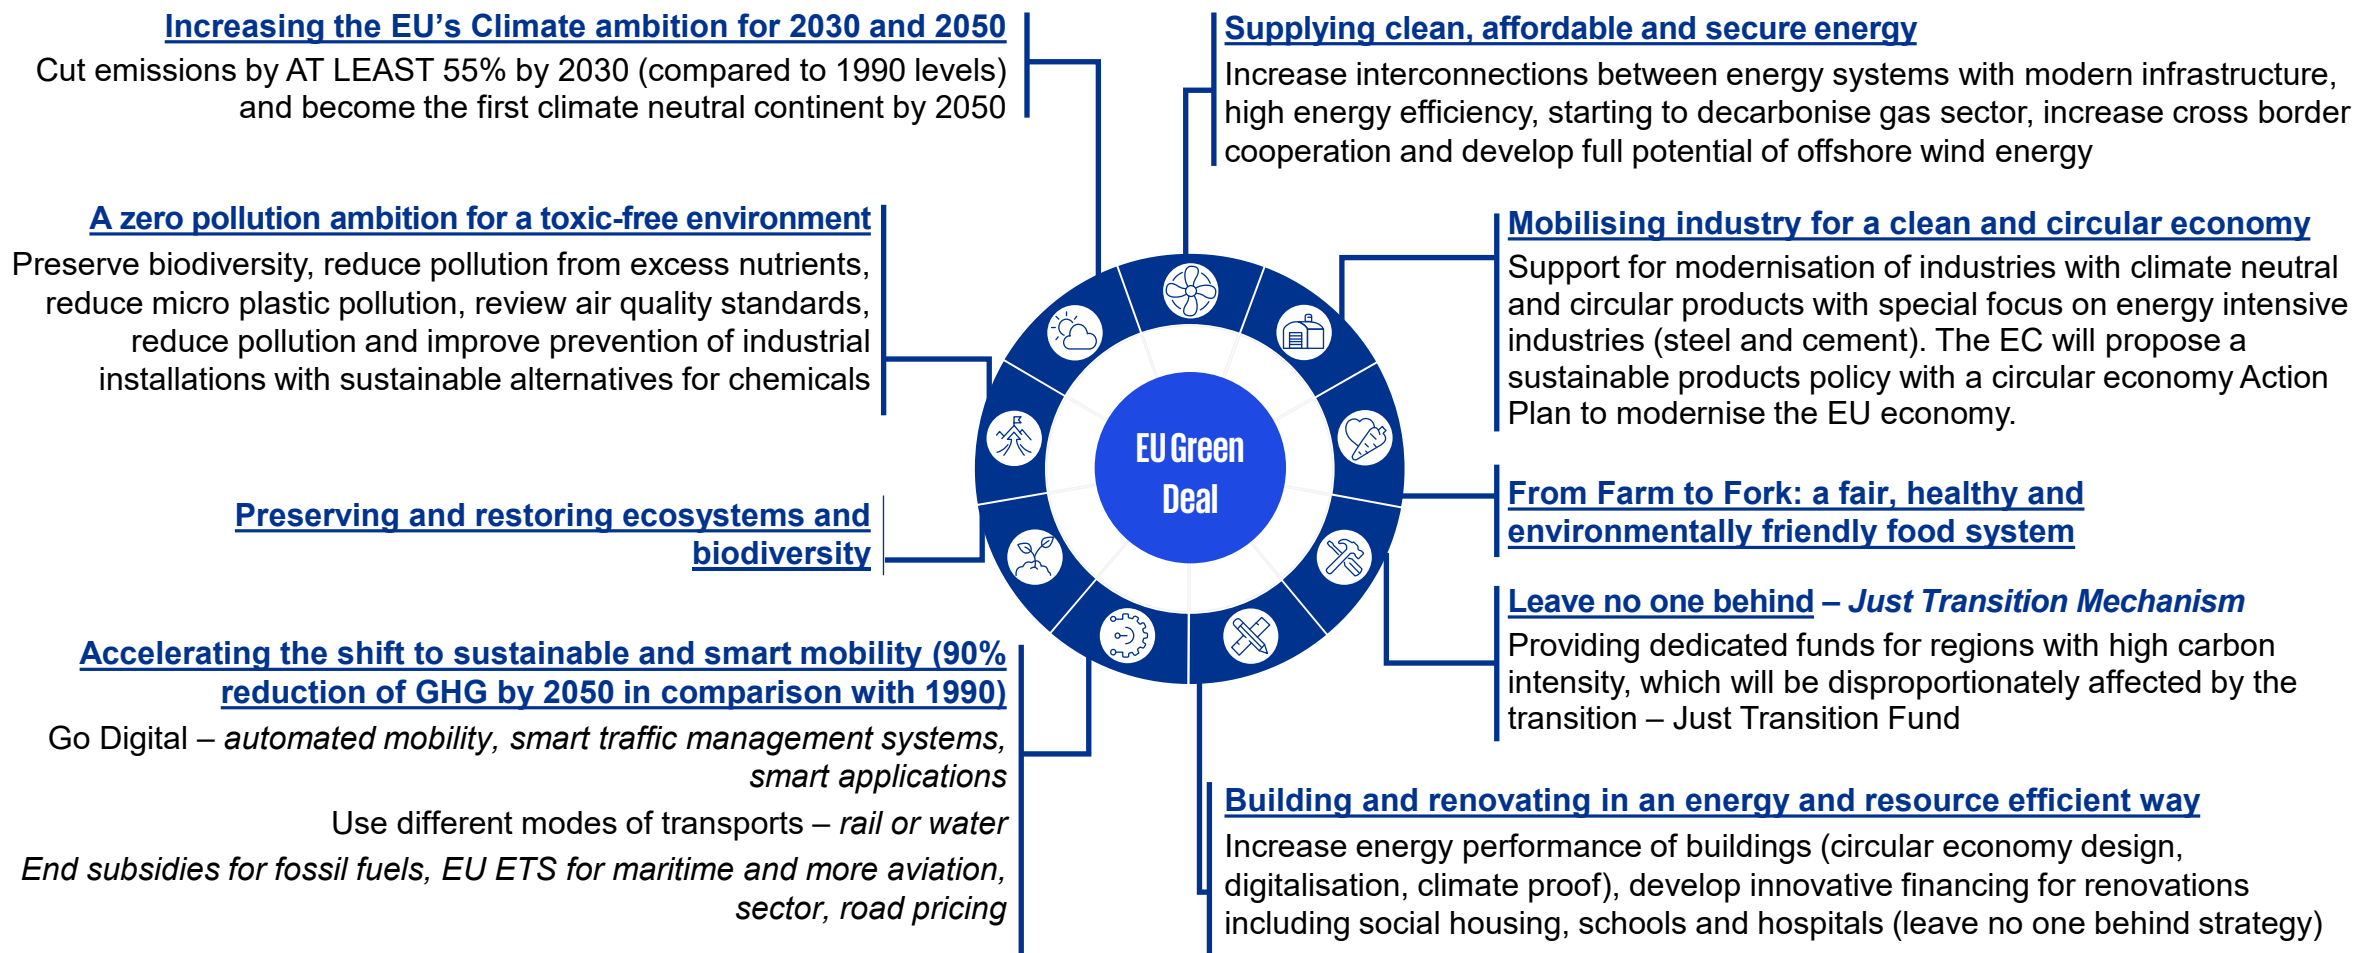 Increasing the EU's Climate ambition for 2030 and 2050
Cut emissions by AT LEAST 55% by 2030 (compared to 1990 levels)
and become the first climate neutral continent by 2050
A zero pollution ambition for a toxic-free environment
Preserve biodiversity, reduce pollution from excess nutrients,
reduce micro plastic pollution, review air quality standards,
reduce pollution and improve prevention of industrial
installations with sustainable alternatives for chemicals
Preserving and restoring ecosystems and
biodiversity
Accelerating the shift to sustainable and smart mobility (90%
reduction of GHG by 2050 in comparison with 1990)
Go Digital – automated mobility, smart traffic management systems,
smart applications
Use different modes of transports – rail or water
End subsidies for fossil fuels, EU ETS for maritime and more aviation,
sector, road pricing
EU Green
Deal
Supplying clean, affordable and secure energy
Increase interconnections between energy systems with modern infrastructure,
high energy efficiency, starting to decarbonise gas sector, increase cross border
cooperation and develop full potential of offshore wind energy
Mobilising industry for a clean and circular economy
Support for modernisation of industries with climate neutral
and circular products with special focus on energy intensive
industries (steel and cement). The EC will propose a
sustainable products policy with a circular economy Action
Plan to modernise the EU economy.
From Farm to Fork: a fair, healthy and
environmentally friendly food system
Leave no one behind – Just Transition Mechanism
Providing dedicated funds for regions with high carbon
intensity, which will be disproportionately affected by the
transition – Just Transition Fund
Building and renovating in an energy and resource efficient way
Increase energy performance of buildings (circular economy design,
digitalisation, climate proof), develop innovative financing for renovations
including social housing, schools and hospitals (leave no one behind strategy)